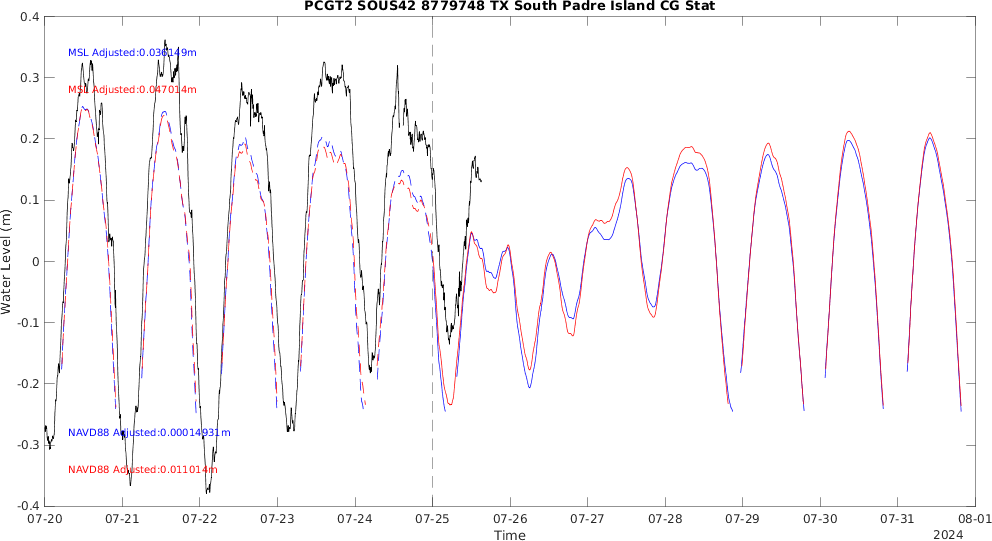 PCGT2 SOUS42 8779748 TX South Padre Island CG Stat
0.4
MSL Adjusted:0.036149m
0.3
MSL Adjusted:0.047014m
0.2
0.1
Water Level (m)
0
-0.1
-0.2
NAVD88 Adjusted:0.00014931m
-0.3
NAVD88 Adjusted:0.011014m
-0.4
07-20 07-21 07-22 07-23 07-24 07-25 07-26 07-27 07-28 07-29 07-30 07-31 08-01
Time
2024